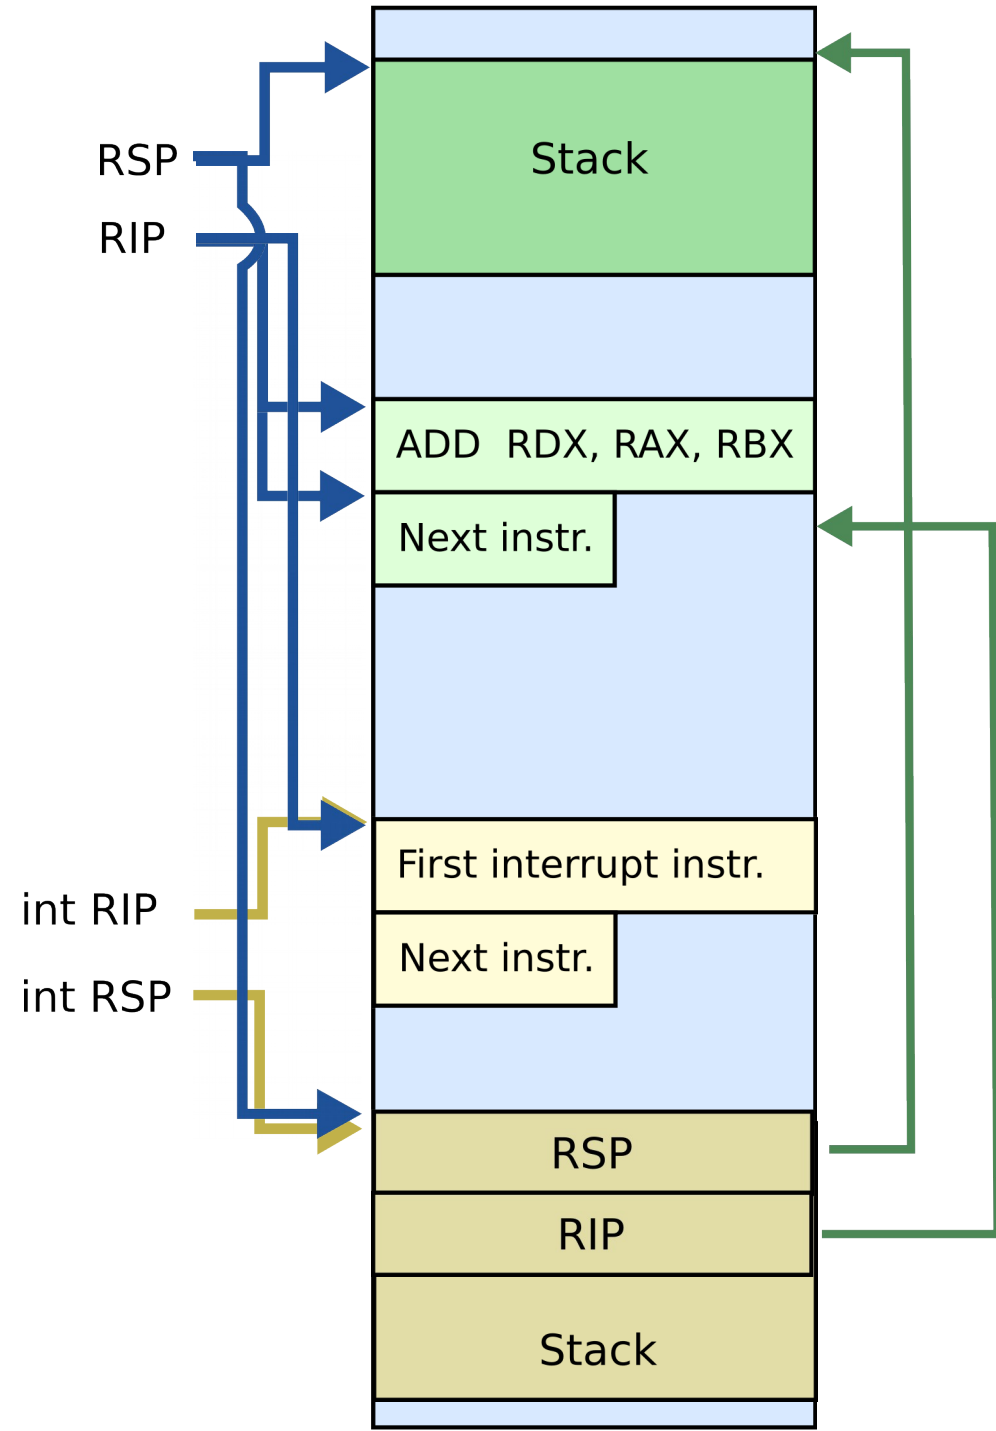 Stack
RSP
RIP
ADD RDX, RAX, RBX
Next instr.
First interrupt instr.
int RIP
Next instr.
int RSP
RSP
RIP
Stack